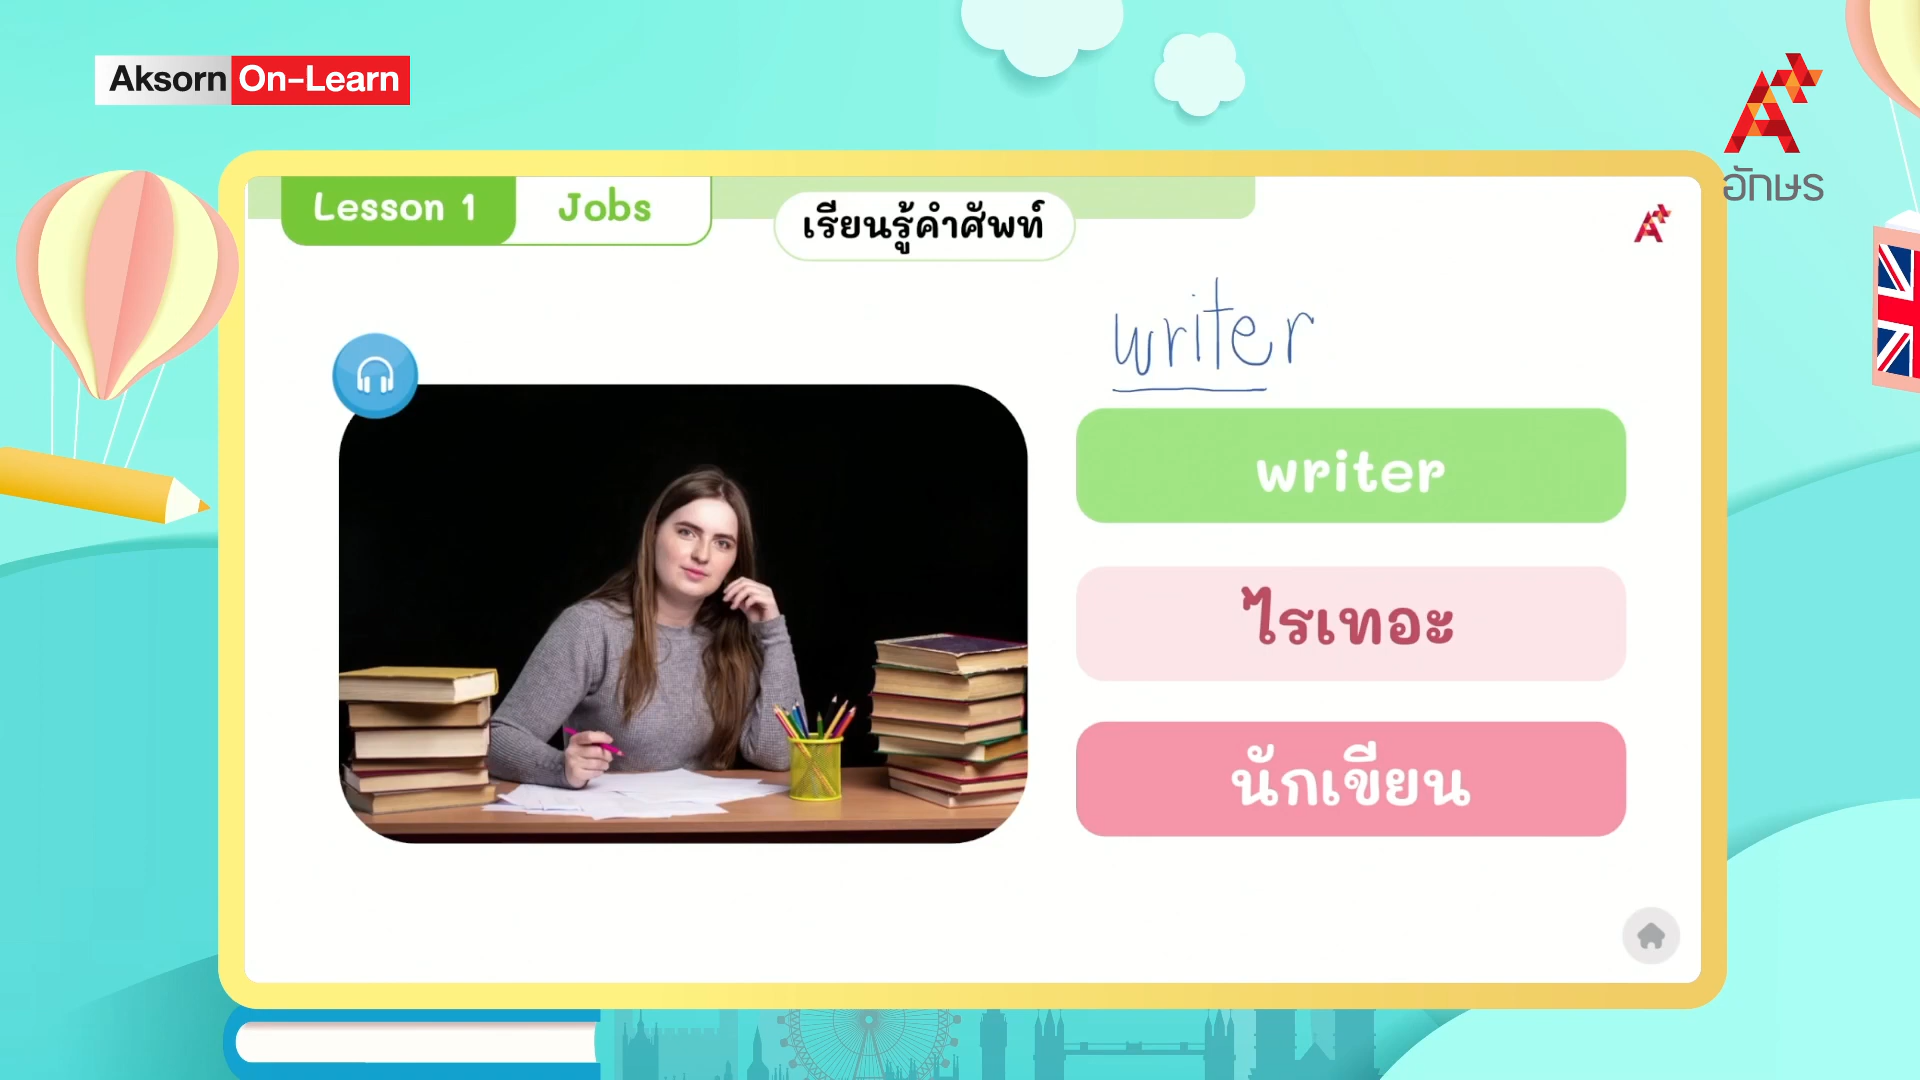 Aksorn On-Learn
อักษร
Lesson 1 Jobs
เรียนรู้คำศัพท์
writer
writer
ไรเทอะ
นักเขียน